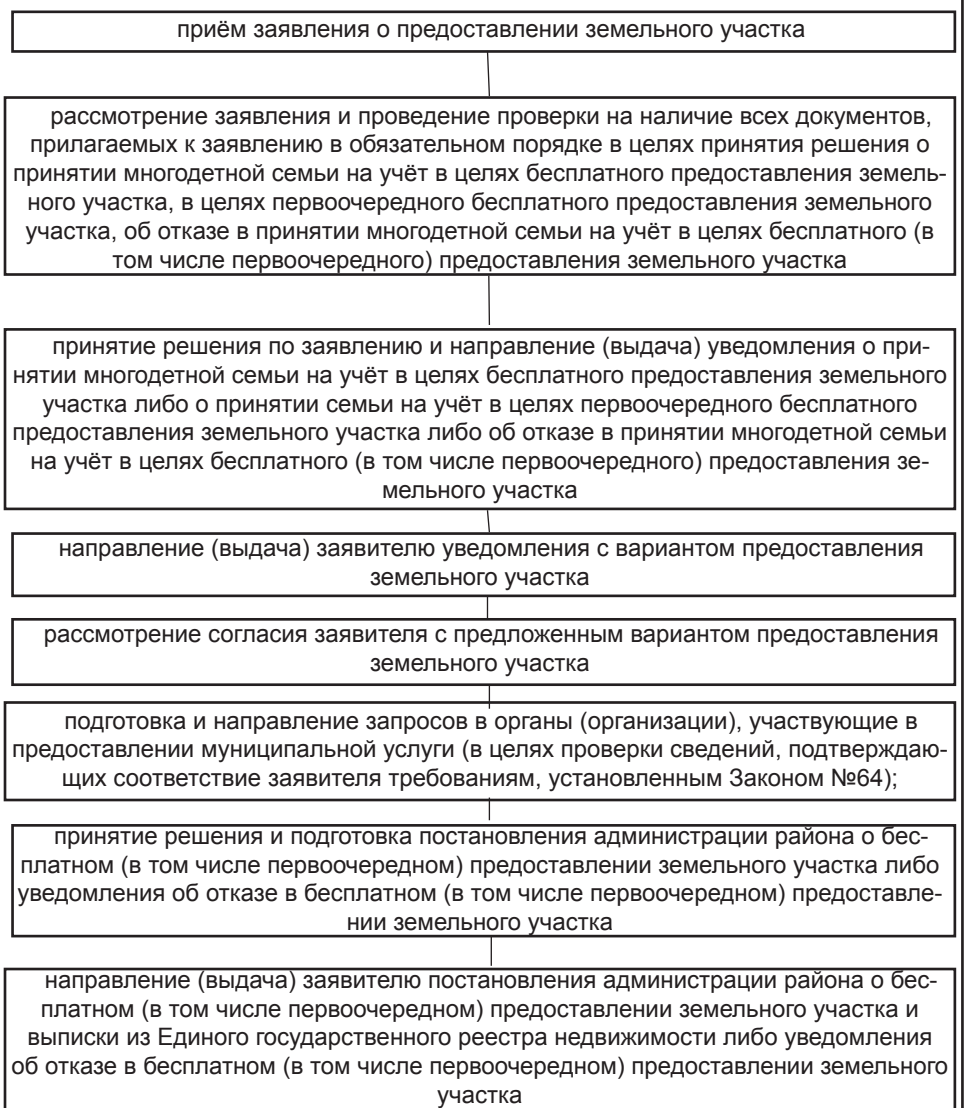 приём заявления о предоставлении земельного участка
рассмотрение заявления и проведение проверки на наличие всех документов,
прилагаемых к заявлению в обязательном порядке в целях принятия решения о
принятии многодетной семьи на учёт в целях бесплатного предоставления земель-
ного участка, в целях первоочередного бесплатного предоставления земельного
участка, об отказе в принятии многодетной семьи на учёт в целях бесплатного (в
том числе первоочередного) предоставления земельного участка
принятие решения по заявлению и направление (выдача) уведомления о при-
нятии многодетной семьи на учёт в целях бесплатного предоставления земельного
участка либо о принятии семьи на учёт в целях первоочередного бесплатного
предоставления земельного участка либо об отказе в принятии многодетной семьи
на учёт в целях бесплатного (в том числе первоочередного) предоставления зе-
мельного участка
направление (выдача) заявителю уведомления с вариантом предоставления
земельного участка
рассмотрение согласия заявителя с предложенным вариантом предоставления
земельного участка
подготовка и направление запросов в органы (организации), участвующие в
предоставлении муниципальной услуги (в целях проверки сведений, подтверждаю-
щих соответствие заявителя требованиям, установленным Законом №64);
принятие решения и подготовка постановления администрации района о бес-
платном (в том числе первоочередном) предоставлении земельного участка либо
уведомления об отказе в бесплатном (в том числе первоочередном) предоставле-
нии земельного участка
направление (выдача) заявителю постановления администрации района о бес-
платном (в том числе первоочередном) предоставлении земельного участка и
выписки из Единого государственного реестра недвижимости либо уведомления
об отказе в бесплатном (в том числе первоочередном) предоставлении земельного
участка